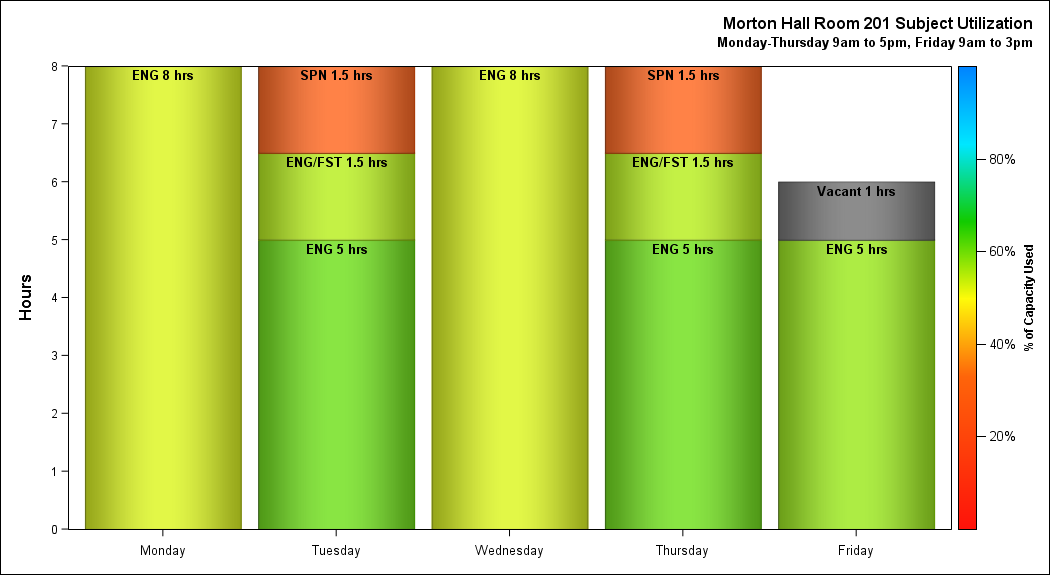 Morton Hall Room 201 Subject Utilization
Monday-Thursday 9am to 5pm, Friday 9am to 3pm
Hours
8
7
6
5
4
3
2
1
0
ENG 8 hrs
SPN 1.5 hrs
ENG/FST 1.5 hrs
ENG 5 hrs
ENG 8 hrs
SPN 1.5 hrs
ENG/FST 1.5 hrs
ENG 5 hrs
Vacant 1 hrs
ENG 5 hrs
Monday
Tuesday
Wednesday
Thursday
Friday
80%
60%
40%
20%
% of Capacity Used